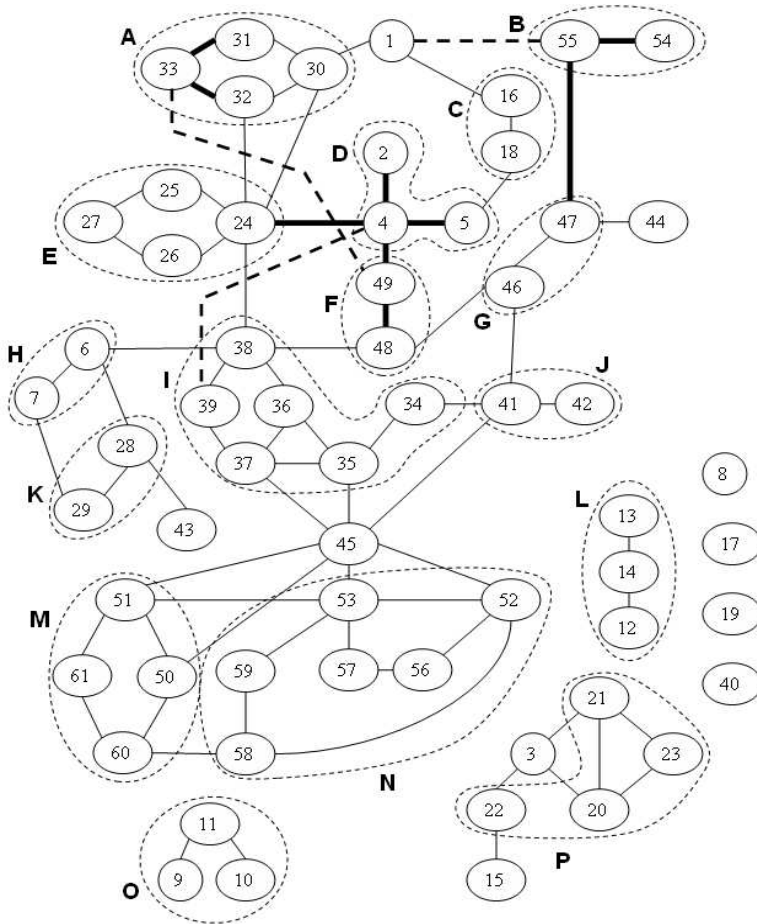 A 31 1 B 55 54
33 30
32 16
C
D 2 18
25
27 24 4 5 47 44
26
E 49
F 46
G
H 6 38 48
I J
7 39 36 34 41 42
28
37 35
K 29 8
43 L 13
45 17
14
51 53 52
M 12 19
61 50 59 57 56
40
21
60 58 3 23
N
22 20
11
P
O 9 10 15